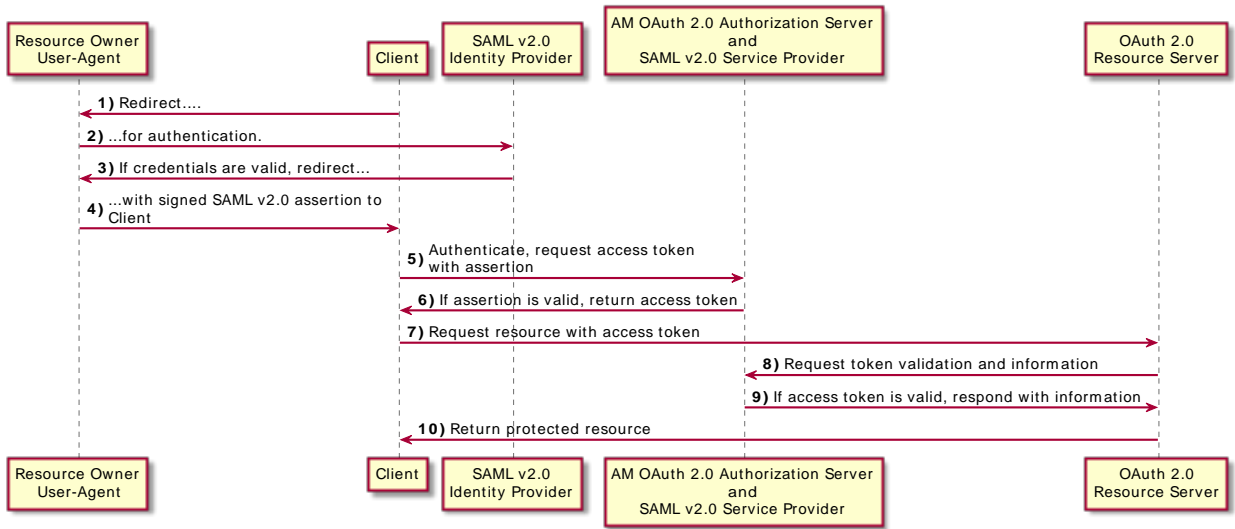 Resource Owner
User-Agent
Client
SAML v2.0
Identity Provider
AM OAuth 2.0 Authorization Server
and
SAML v2.0 Service Provider
OAuth 2.0
Resource Server
1) Redirect....
2) ...for authentication.
3) If credentials are valid, redirect...
4) ...with signed SAML v2.0 assertion to
Client
5) Authenticate, request access token
with assertion
6) If assertion is valid, return access token
7) Request resource with access token
8) Request token validation and information
9) If access token is valid, respond with information
10) Return protected resource
Resource Owner
User-Agent
Client
SAML v2.0
Identity Provider
AM OAuth 2.0 Authorization Server
and
SAML v2.0 Service Provider
OAuth 2.0
Resource Server